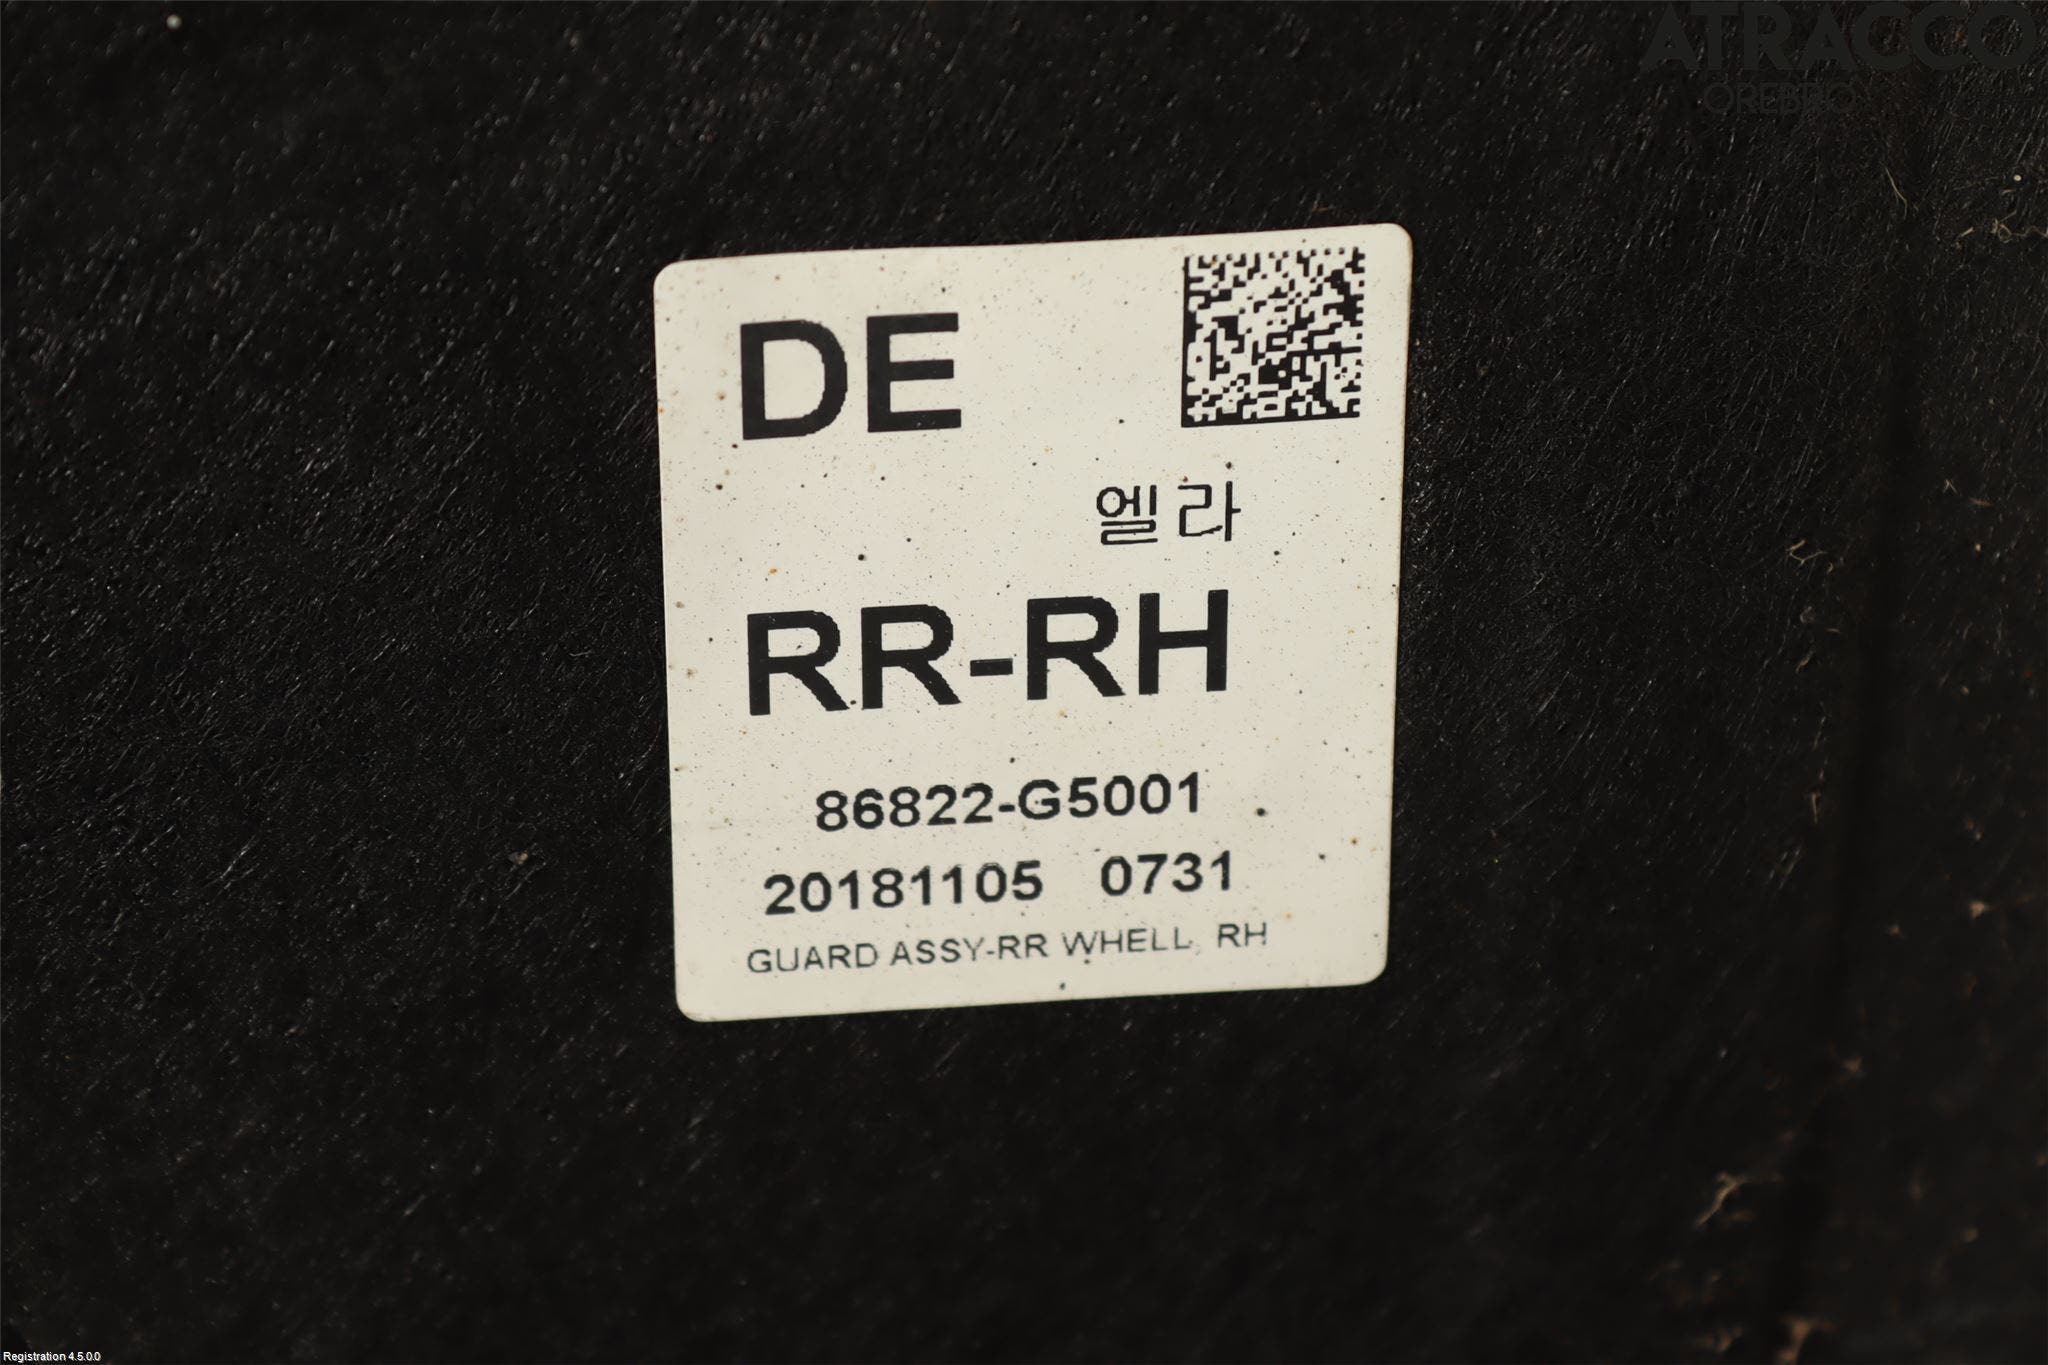 ATRACCO
ÖREBRO
DE
엘라
RR-RH
86822-G5001
20181105 0731
GUARD ASSY-RR WHELL, RH
Registration 4.5.0.0